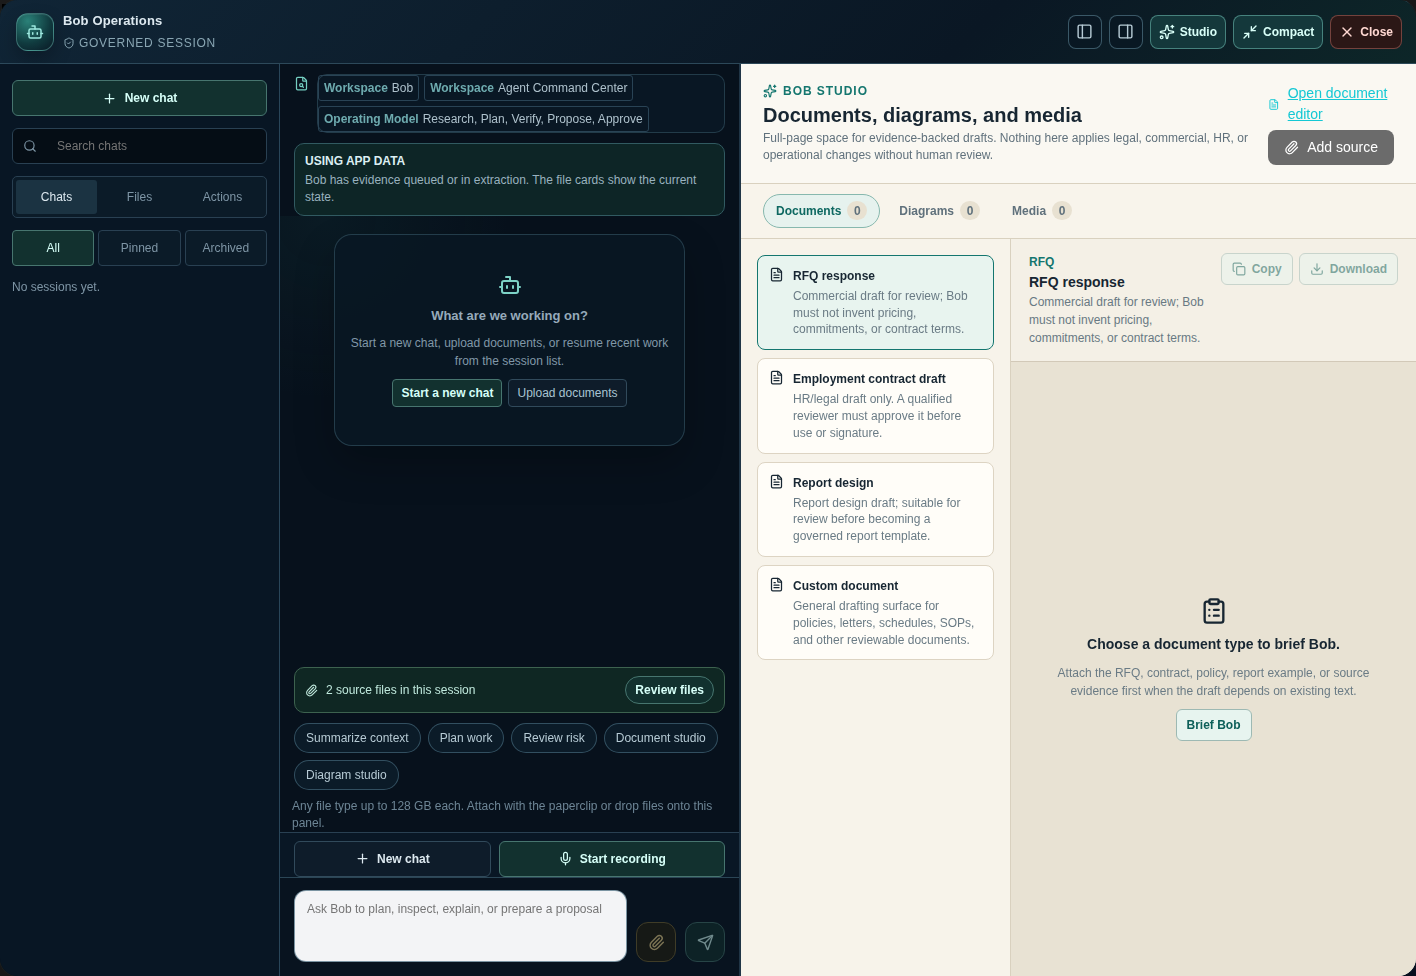 Bob Operations
GOVERNED SESSION
Studio
Compact
Close
New chat
Search chats
Chats
Files
Actions
All
Pinned
Archived
No sessions yet.
Workspace Bob
Workspace Agent Command Center
Operating Model Research, Plan, Verify, Propose, Approve
USING APP DATA
Bob has evidence queued or in extraction. The file cards show the current
state.
What are we working on?
Start a new chat, upload documents, or resume recent work
from the session list.
Start a new chat
Upload documents
2 source files in this session
Review files
Summarize context
Plan work
Review risk
Document studio
Diagram studio
Any file type up to 128 GB each. Attach with the paperclip or drop files onto this
panel.
New chat
Start recording
Ask Bob to plan, inspect, explain, or prepare a proposal
BOB STUDIO
Documents, diagrams, and media
Full-page space for evidence-backed drafts. Nothing here applies legal, commercial, HR, or
operational changes without human review.
Open document
editor
Add source
Documents 0
Diagrams 0
Media 0
RFQ response
Commercial draft for review; Bob
must not invent pricing,
commitments, or contract terms.
Employment contract draft
HR/legal draft only. A qualified
reviewer must approve it before
use or signature.
Report design
Report design draft; suitable for
review before becoming a
governed report template.
Custom document
General drafting surface for
policies, letters, schedules, SOPs,
and other reviewable documents.
RFQ
RFQ response
Commercial draft for review; Bob
must not invent pricing,
commitments, or contract terms.
Copy
Download
Choose a document type to brief Bob.
Attach the RFQ, contract, policy, report example, or source
evidence first when the draft depends on existing text.
Brief Bob